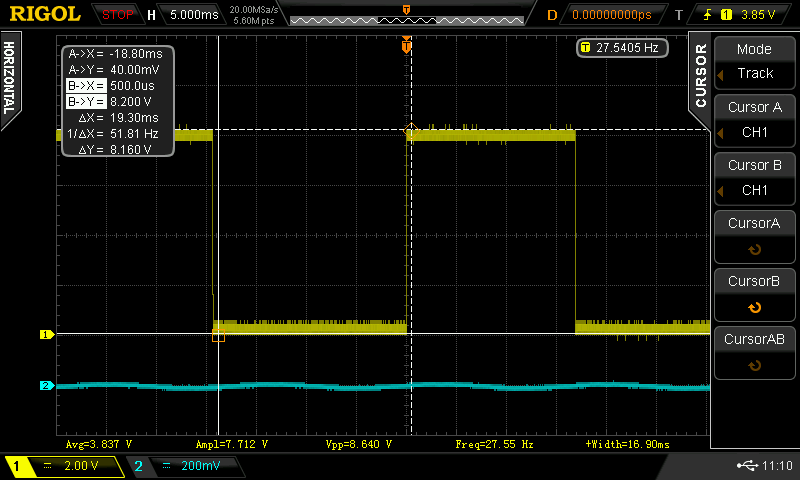 RIGOL STOP H 5.000ms 20.00MSa/s 5.60Mpts T D 0.00000000ps T 1 3.85 V
HORIZONTAL
A->X = -18.80ms
A->Y = 40.00mV
B->X = 500.0us
B->Y = 8.200 V
ΔX = 19.30ms
1/ΔX = 51.81 Hz
ΔY = 8.160 V
T
T 27.5405 Hz
CURSOR
Mode
Track
Cursor A
CH1
Cursor B
CH1
CursorA
CursorB
CursorAB
1
2
Avg=3.837 V Ampl=7.712 V Vpp=8.640 V Freq=27.55 Hz +Width=16.90ms
1 2.00 V 2 200mV 11:10